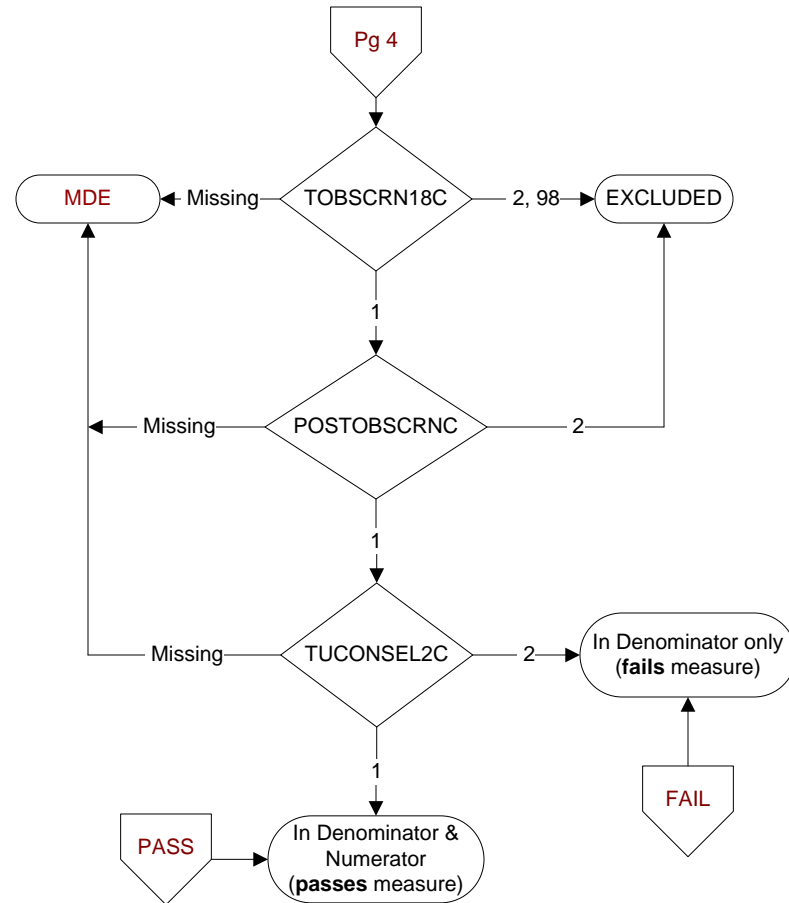 Pg 4
MDE
Missing
TOBSCRN18C
2, 98
EXCLUDED
1
Missing
POSTOBSCRNC
2
1
Missing
TUCONSEL2C
2
In Denominator only
(fails measure)
1
FAIL
PASS
In Denominator &
Numerator
(passes measure)